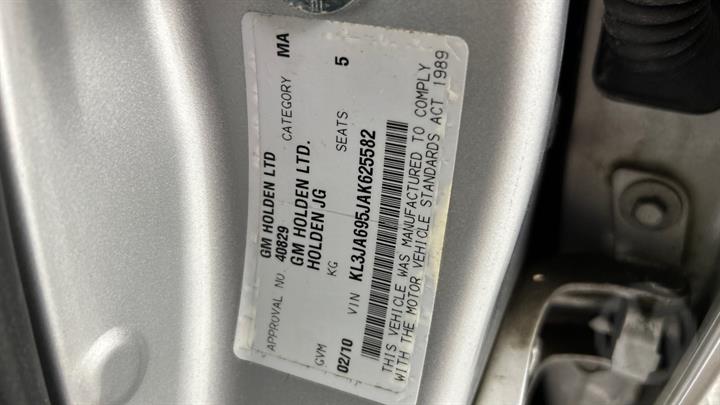 GM HOLDEN LTD
APPROVAL NO. 40829 CATEGORY MA
GM HOLDEN LTD.
HOLDEN JG
GVM KG SEATS 5
02/10 VIN KL3JA695JAK625582
THIS VEHICLE WAS MANUFACTURED TO COMPLY
WITH THE MOTOR VEHICLE STANDARDS ACT 1989